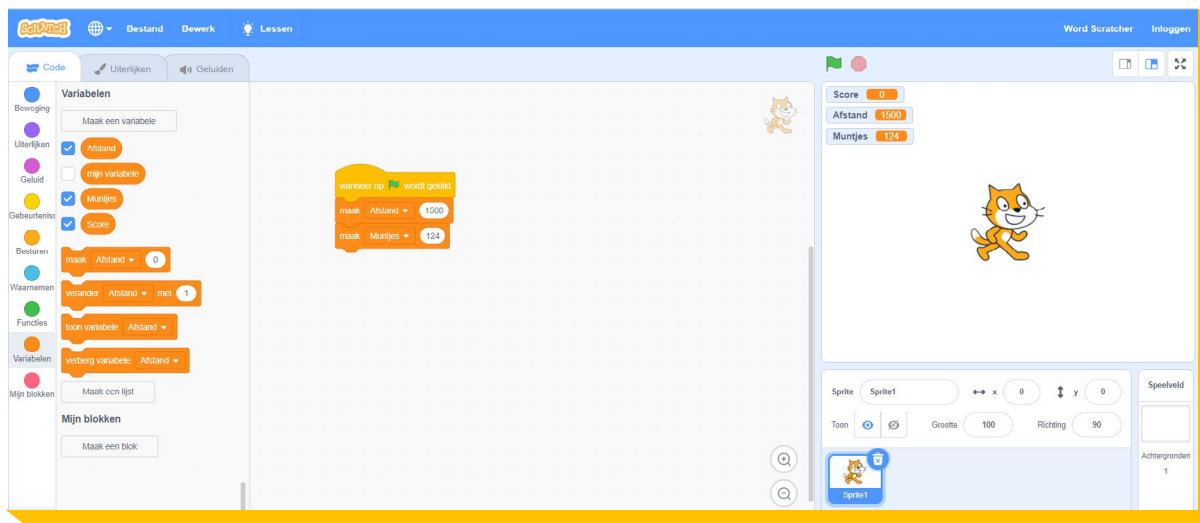 SCRATCH Bestand Bewerk Lessen Word Scratcher Inloggen
Code Uiterlijken Geluiden
Beweging
Uiterlijken
Geluid
Gebeurteniss
Besturen
Waarnemen
Functies
Variabelen
Mijn blokken
Variabelen
Maak een variabele
Afstand
mijn variabele
Muntjes
Score
maak Afstand 0
verander Afstand met 1
toon variabele Afstand
verberg variabele Afstand
Maak een lijst
Mijn blokken
Maak een blok
wanneer op wordt geklikt
maak Afstand 1500
maak Muntjes 124
Score 0
Afstand 1500
Muntjes 124
Sprite Sprite1 x 0 y 0
Toon Grootte 100 Richting 90
Sprite1
Speelveld
Achtergronden
1